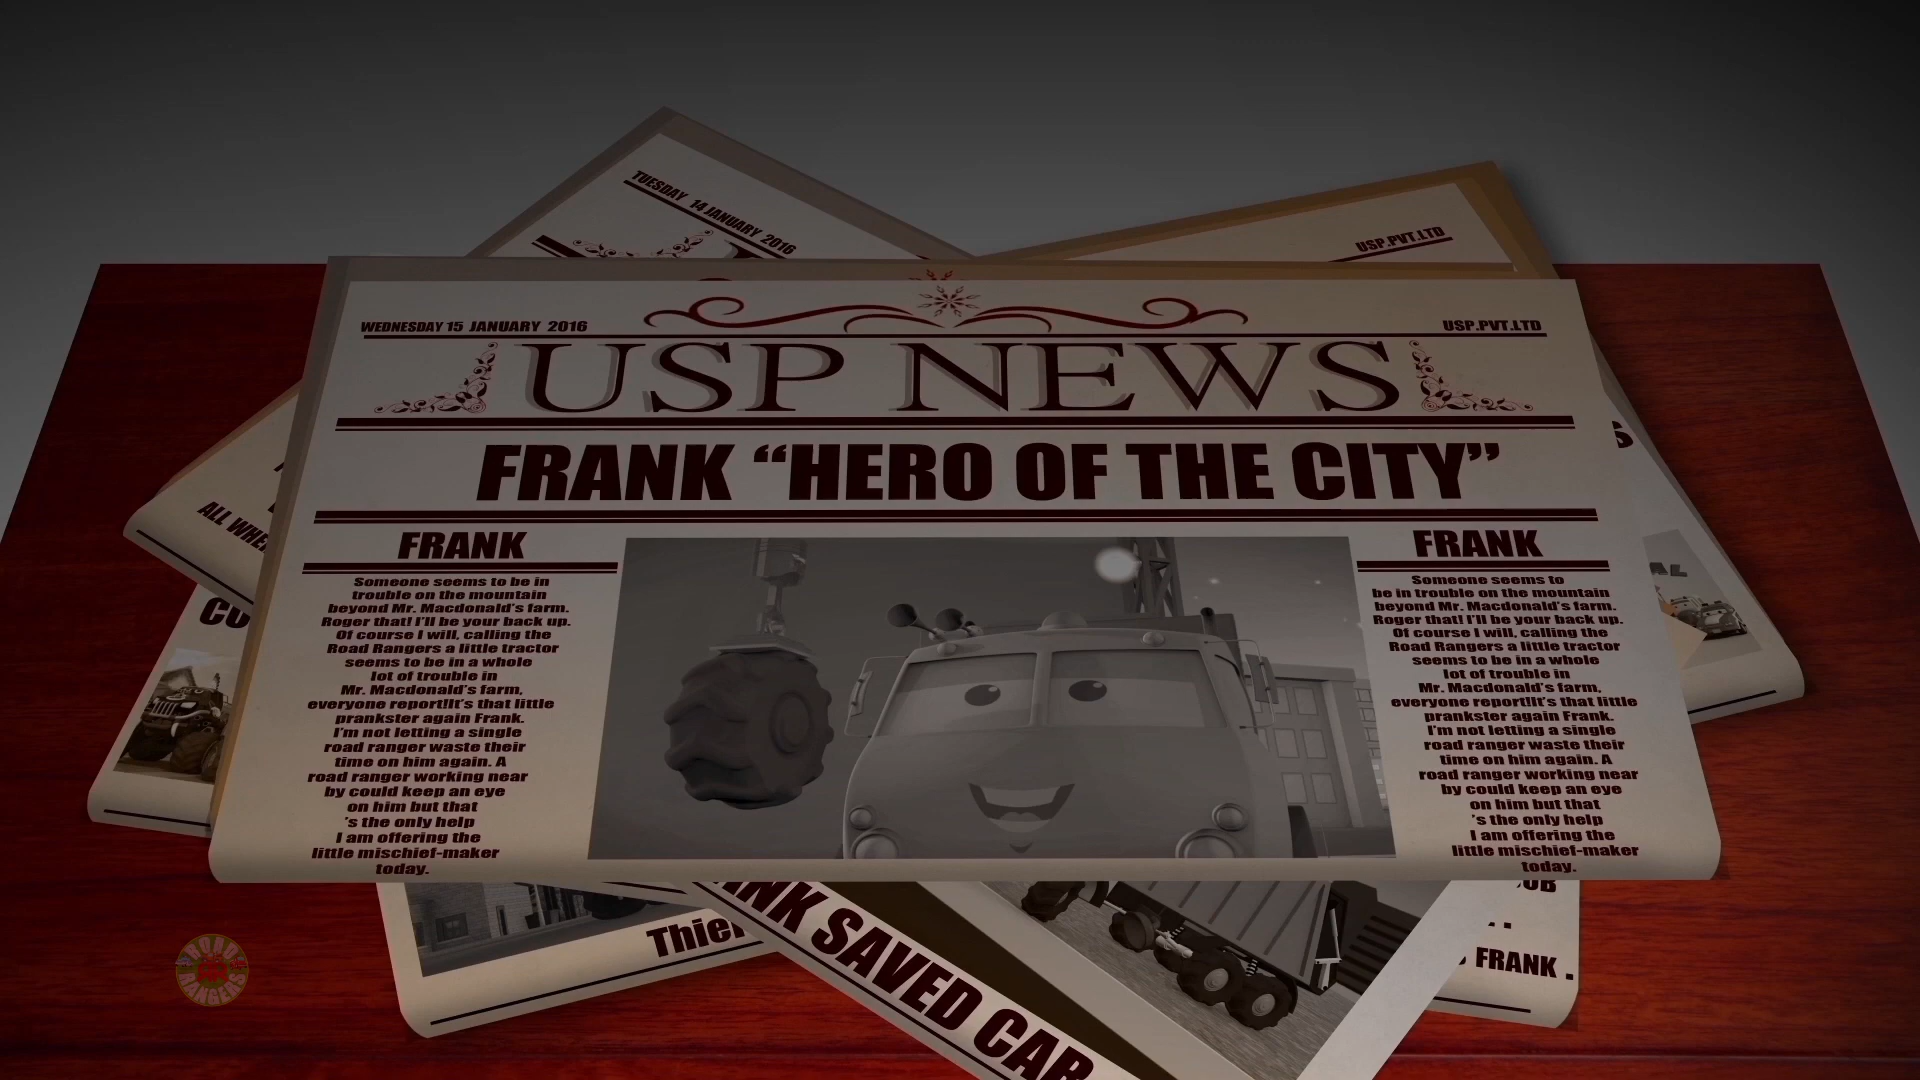 TUESDAY 14 JANUARY 2016
USP.PVT.LTD
WEDNESDAY 15 JANUARY 2016
USP.PVT.LTD
USP NEWS
FRANK “HERO OF THE CITY”
FRANK
Someone seems to be in
trouble on the mountain
beyond Mr. Macdonald’s farm.
Roger that! I’ll be your back up.
Of course I will, calling the
Road Rangers a little tractor
seems to be in a whole
lot of trouble in
Mr. Macdonald’s farm,
everyone report!It’s that little
prankster again Frank.
I’m not letting a single
road ranger waste their
time on him again. A
road ranger working near
by could keep an eye
on him but that
’s the only help
I am offering the
little mischief-maker
today.
FRANK
Someone seems to
be in trouble on the mountain
beyond Mr. Macdonald’s farm.
Roger that! I’ll be your back up.
Of course I will, calling the
Road Rangers a little tractor
seems to be in a whole
lot of trouble in
Mr. Macdonald’s farm,
everyone report!It’s that little
prankster again Frank.
I’m not letting a single
road ranger waste their
time on him again. A
road ranger working near
by could keep an eye
on him but that
’s the only help
I am offering the
little mischief-maker
today.
ALL
SAVED CAR
FRANK .
ROAD RANGERS